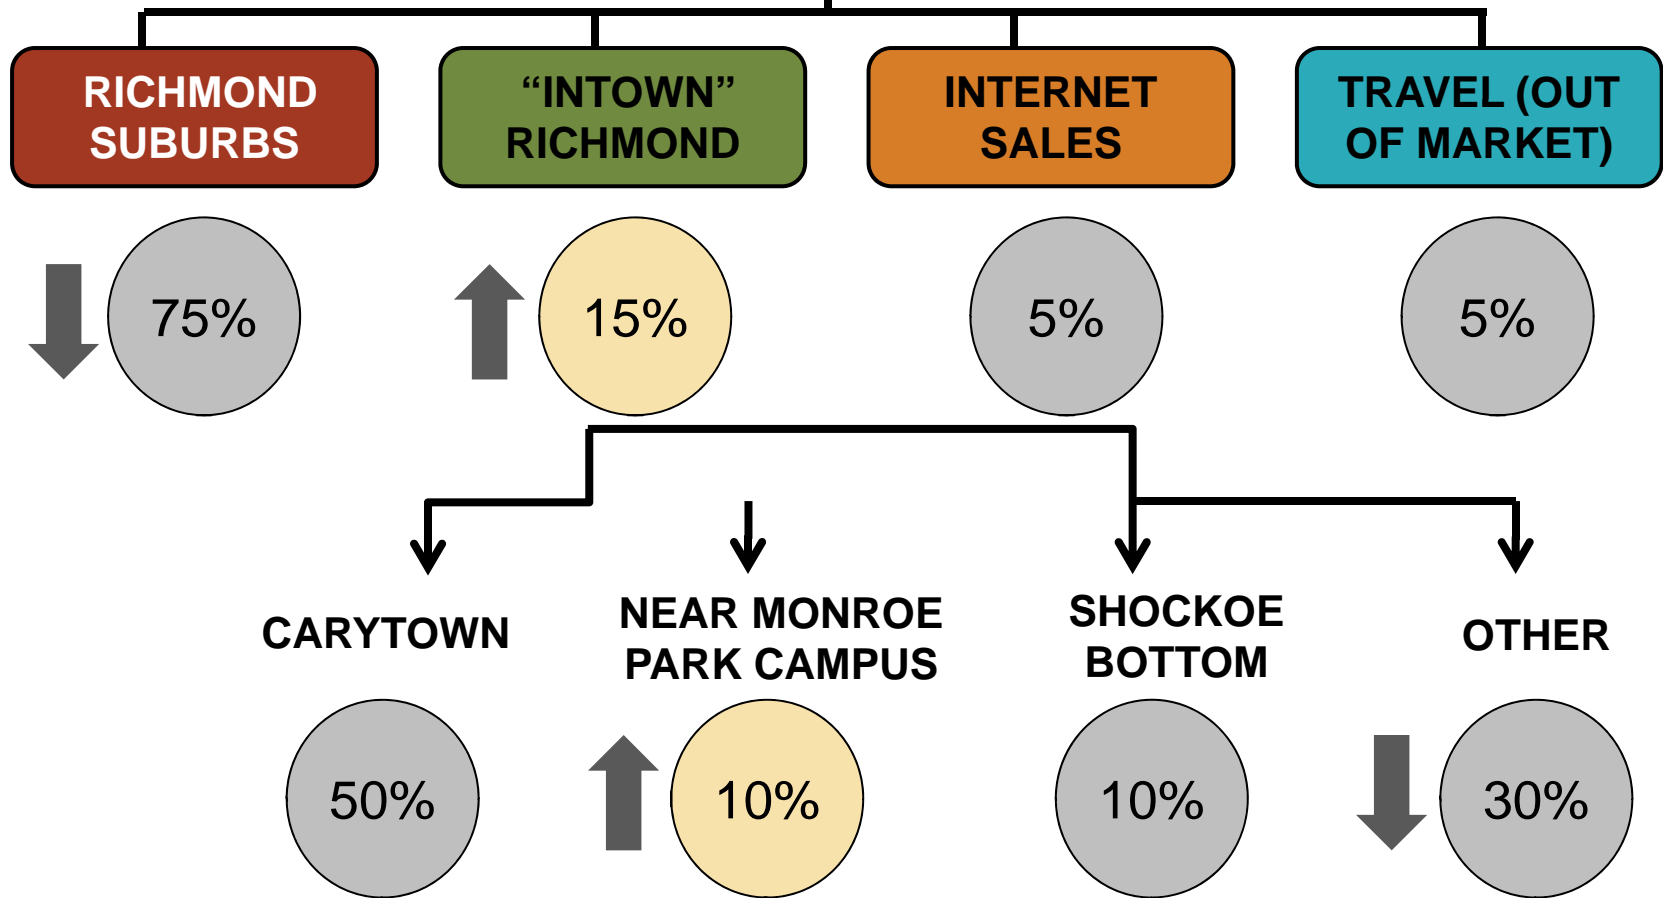 RICHMOND
SUBURBS
“INTOWN”
RICHMOND
INTERNET
SALES
TRAVEL (OUT
OF MARKET)
75%
15%
5%
5%
CARYTOWN
NEAR MONROE
PARK CAMPUS
SHOCKOE
BOTTOM
OTHER
50%
10%
10%
30%